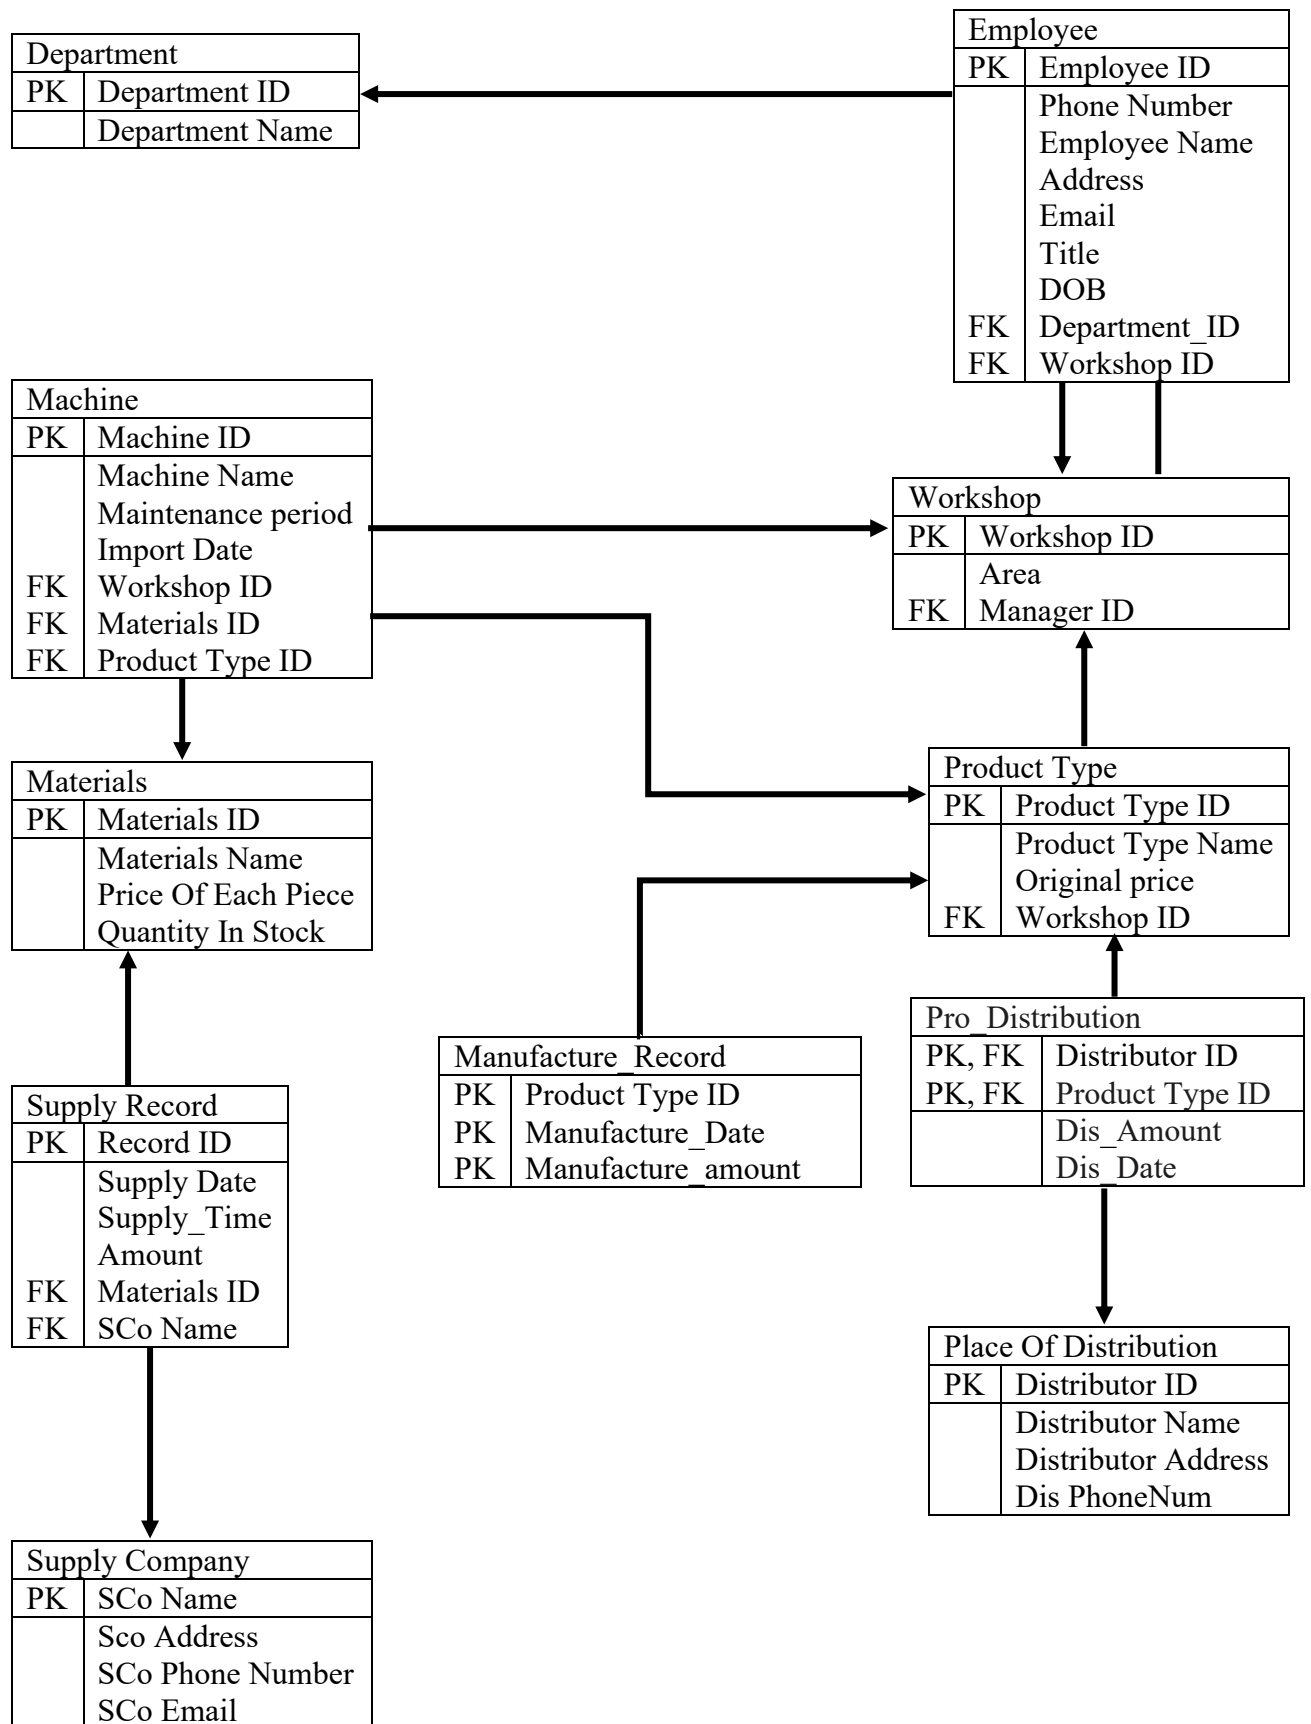 Department
PK Department ID
Department Name
Employee
PK Employee ID
Phone Number
Employee Name
Address
Email
Title
DOB
FK Department_ID
FK Workshop ID
Machine
PK Machine ID
Machine Name
Maintenance period
Import Date
FK Workshop ID
FK Materials ID
FK Product Type ID
Workshop
PK Workshop ID
Area
FK Manager ID
Materials
PK Materials ID
Materials Name
Price Of Each Piece
Quantity In Stock
Product Type
PK Product Type ID
Product Type Name
Original price
FK Workshop ID
Manufacture_Record
PK Product Type ID
PK Manufacture_Date
PK Manufacture_amount
Pro_Distribution
PK, FK Distributor ID
PK, FK Product Type ID
Dis_Amount
Dis_Date
Supply Record
PK Record ID
Supply Date
Supply_Time
Amount
FK Materials ID
FK SCo Name
Place Of Distribution
PK Distributor ID
Distributor Name
Distributor Address
Dis PhoneNum
Supply Company
PK SCo Name
Sco Address
SCo Phone Number
SCo Email